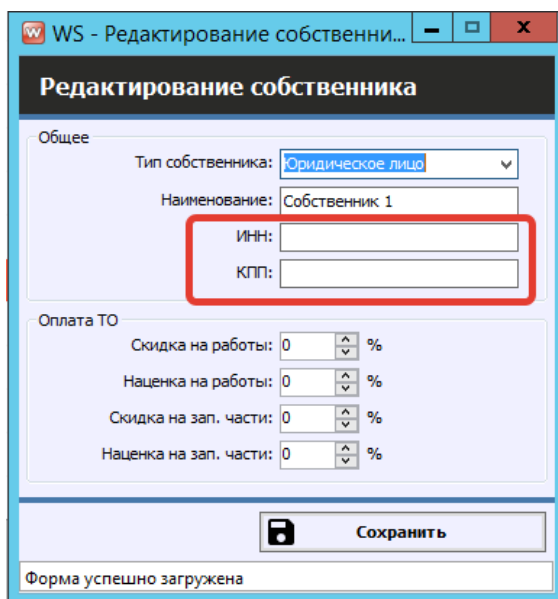 WS - Редактирование собственни...
Редактирование собственника
Общее
Тип собственника: Юридическое лицо
Наименование: Собственник 1
ИНН:
КПП:
Оплата ТО
Скидка на работы: 0 %
Наценка на работы: 0 %
Скидка на зап. части: 0 %
Наценка на зап. части: 0 %
Сохранить
Форма успешно загружена